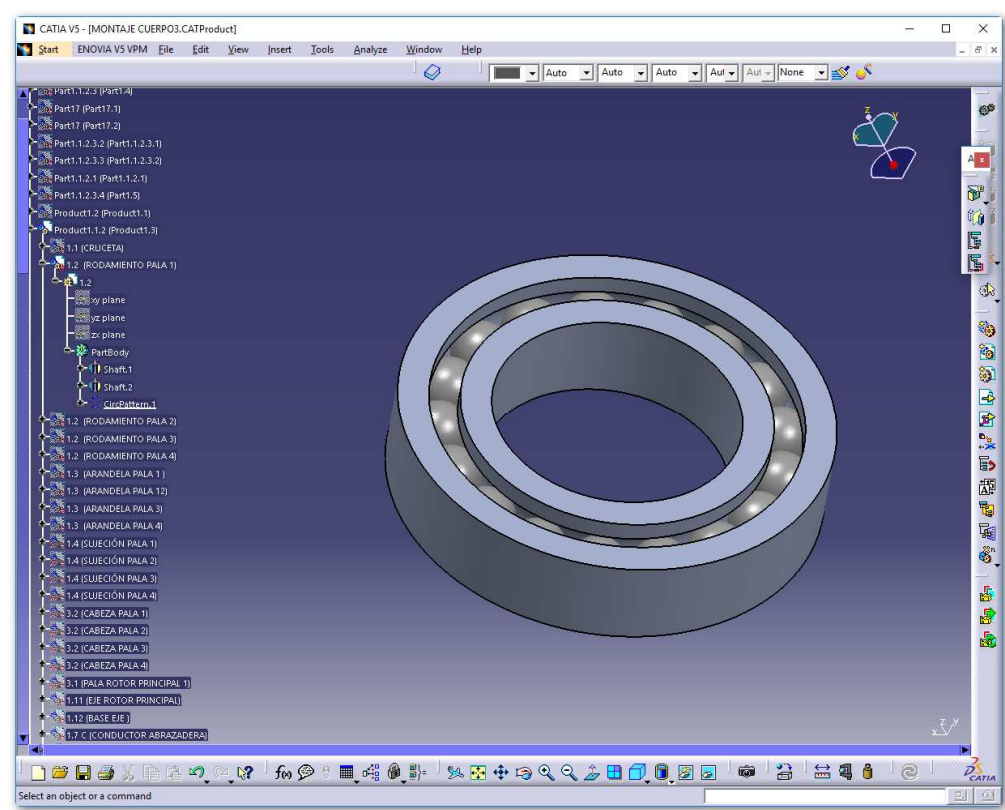 CATIA V5 - [MONTAJE CUERPO3.CATProduct]
Start ENOVIA V5 VPM File Edit View Insert Tools Analyze Window Help
Auto Auto Auto Aut Aut None
Part1.1.2.3 (Part1.4)
Part17 (Part17.1)
Part17 (Part17.2)
Part1.1.2.3.2 (Part1.1.2.3.1)
Part1.1.2.3.3 (Part1.1.2.3.2)
Part1.1.2.1 (Part1.1.2.1)
Part1.1.2.3.4 (Part1.5)
Product1.2 (Product1.1)
Product1.1.2 (Product1.3)
1.1 (CRUCETA)
1.2 (RODAMIENTO PALA 1)
1.2
xy plane
yz plane
zx plane
PartBody
Shaft.1
Shaft.2
CircPattern.1
1.2 (RODAMIENTO PALA 2)
1.2 (RODAMIENTO PALA 3)
1.2 (RODAMIENTO PALA 4)
1.3 (ARANDELA PALA 1 )
1.3 (ARANDELA PALA 12)
1.3 (ARANDELA PALA 3)
1.3 (ARANDELA PALA 4)
1.4 (SUJECIÓN PALA 1)
1.4 (SUJECIÓN PALA 2)
1.4 (SUJECIÓN PALA 3)
1.4 (SUJECIÓN PALA 4)
3.2 (CABEZA PALA 1)
3.2 (CABEZA PALA 2)
3.2 (CABEZA PALA 3)
3.2 (CABEZA PALA 4)
3.1 (PALA ROTOR PRINCIPAL 1)
1.11 (EJE ROTOR PRINCIPAL)
1.12 (BASE EJE )
1.7 C (CONDUCTOR ABRAZADERA)
z
y
x
A
z y
x
f(x)
CATIA
Select an object or a command